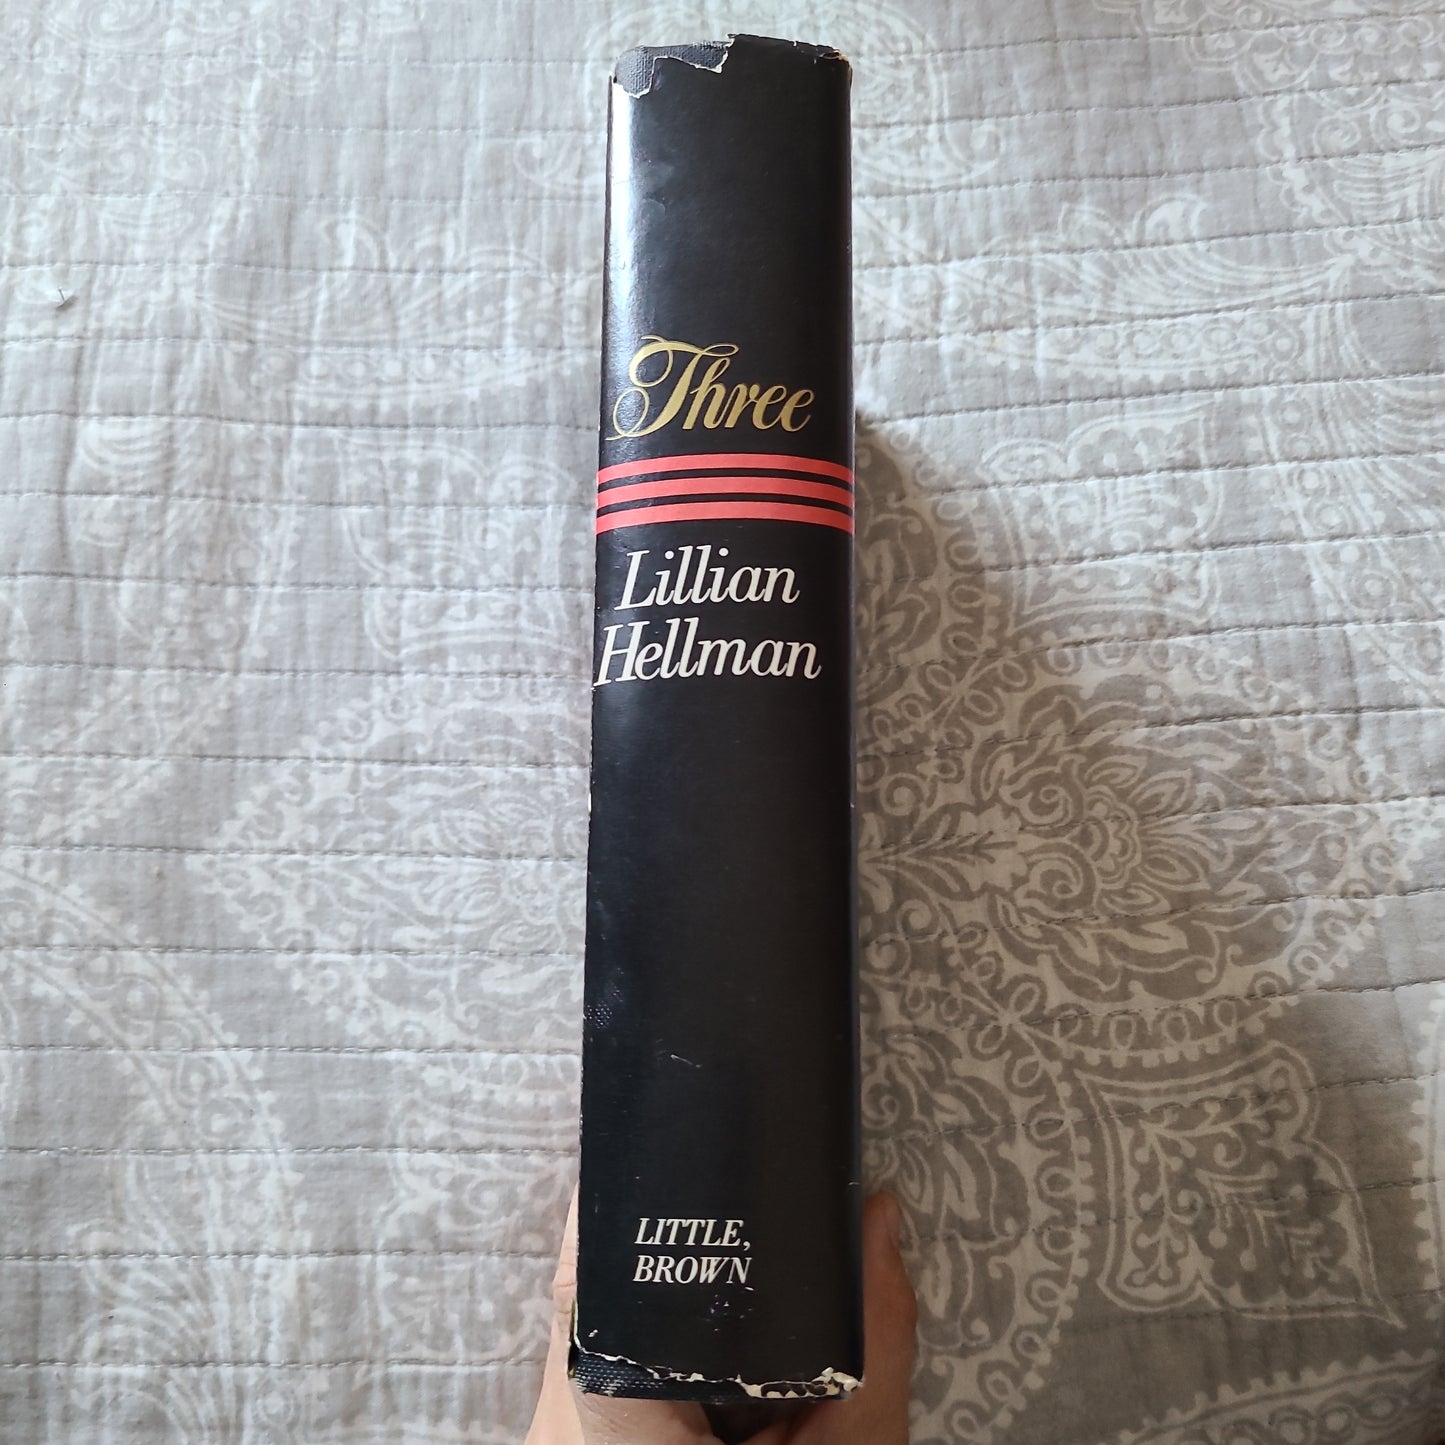 Three
Lillian
Hellman
LITTLE,
BROWN